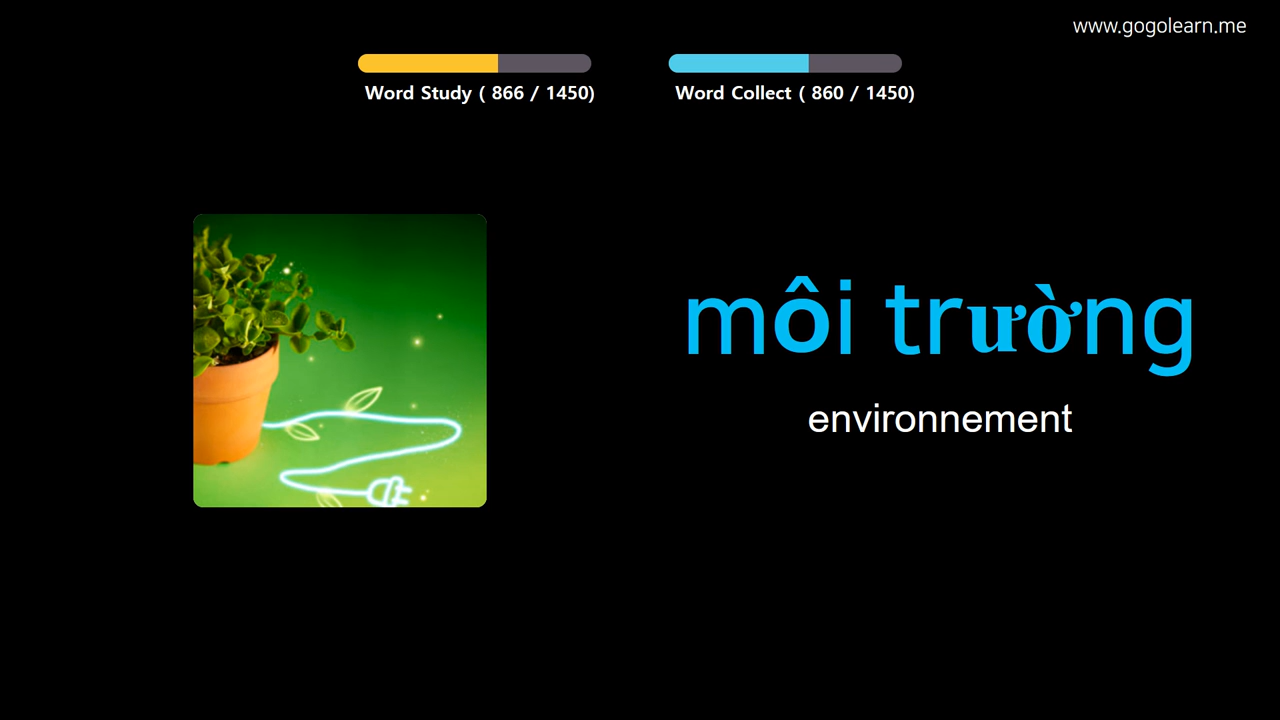 www.gogolearn.me
Word Study ( 866 / 1450)
Word Collect ( 860 / 1450)
môi trường
environnement